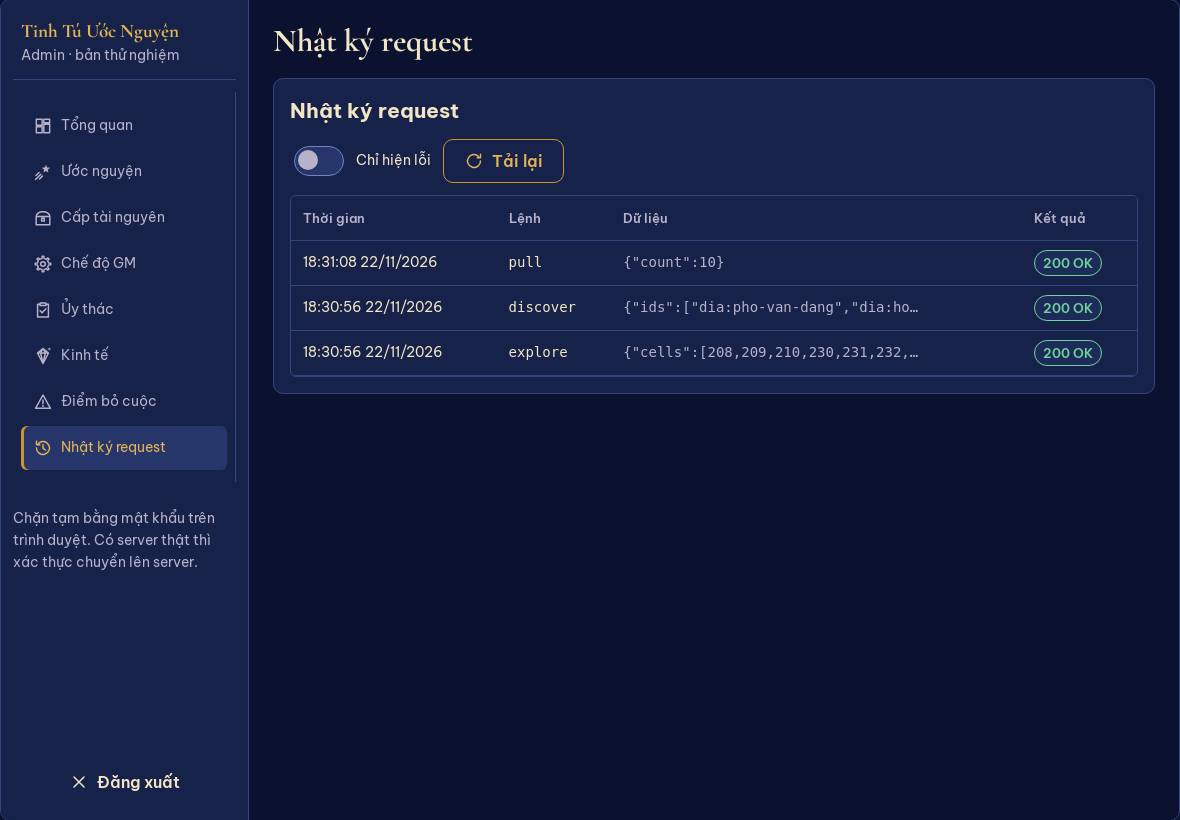 Tinh Tú Ước Nguyện
Admin · bản thử nghiệm
Tổng quan
Ước nguyện
Cấp tài nguyên
Chế độ GM
Ủy thác
Kinh tế
Điểm bỏ cuộc
Nhật ký request
Chặn tạm bằng mật khẩu trên
trình duyệt. Có server thật thì
xác thực chuyển lên server.
Đăng xuất
Nhật ký request
Nhật ký request
Chỉ hiện lỗi
Tải lại
Thời gian Lệnh Dữ liệu Kết quả
18:31:08 22/11/2026 pull {"count":10} 200 OK
18:30:56 22/11/2026 discover {"ids":["dia:pho-van-dang","dia:ho… 200 OK
18:30:56 22/11/2026 explore {"cells":[208,209,210,230,231,232,… 200 OK